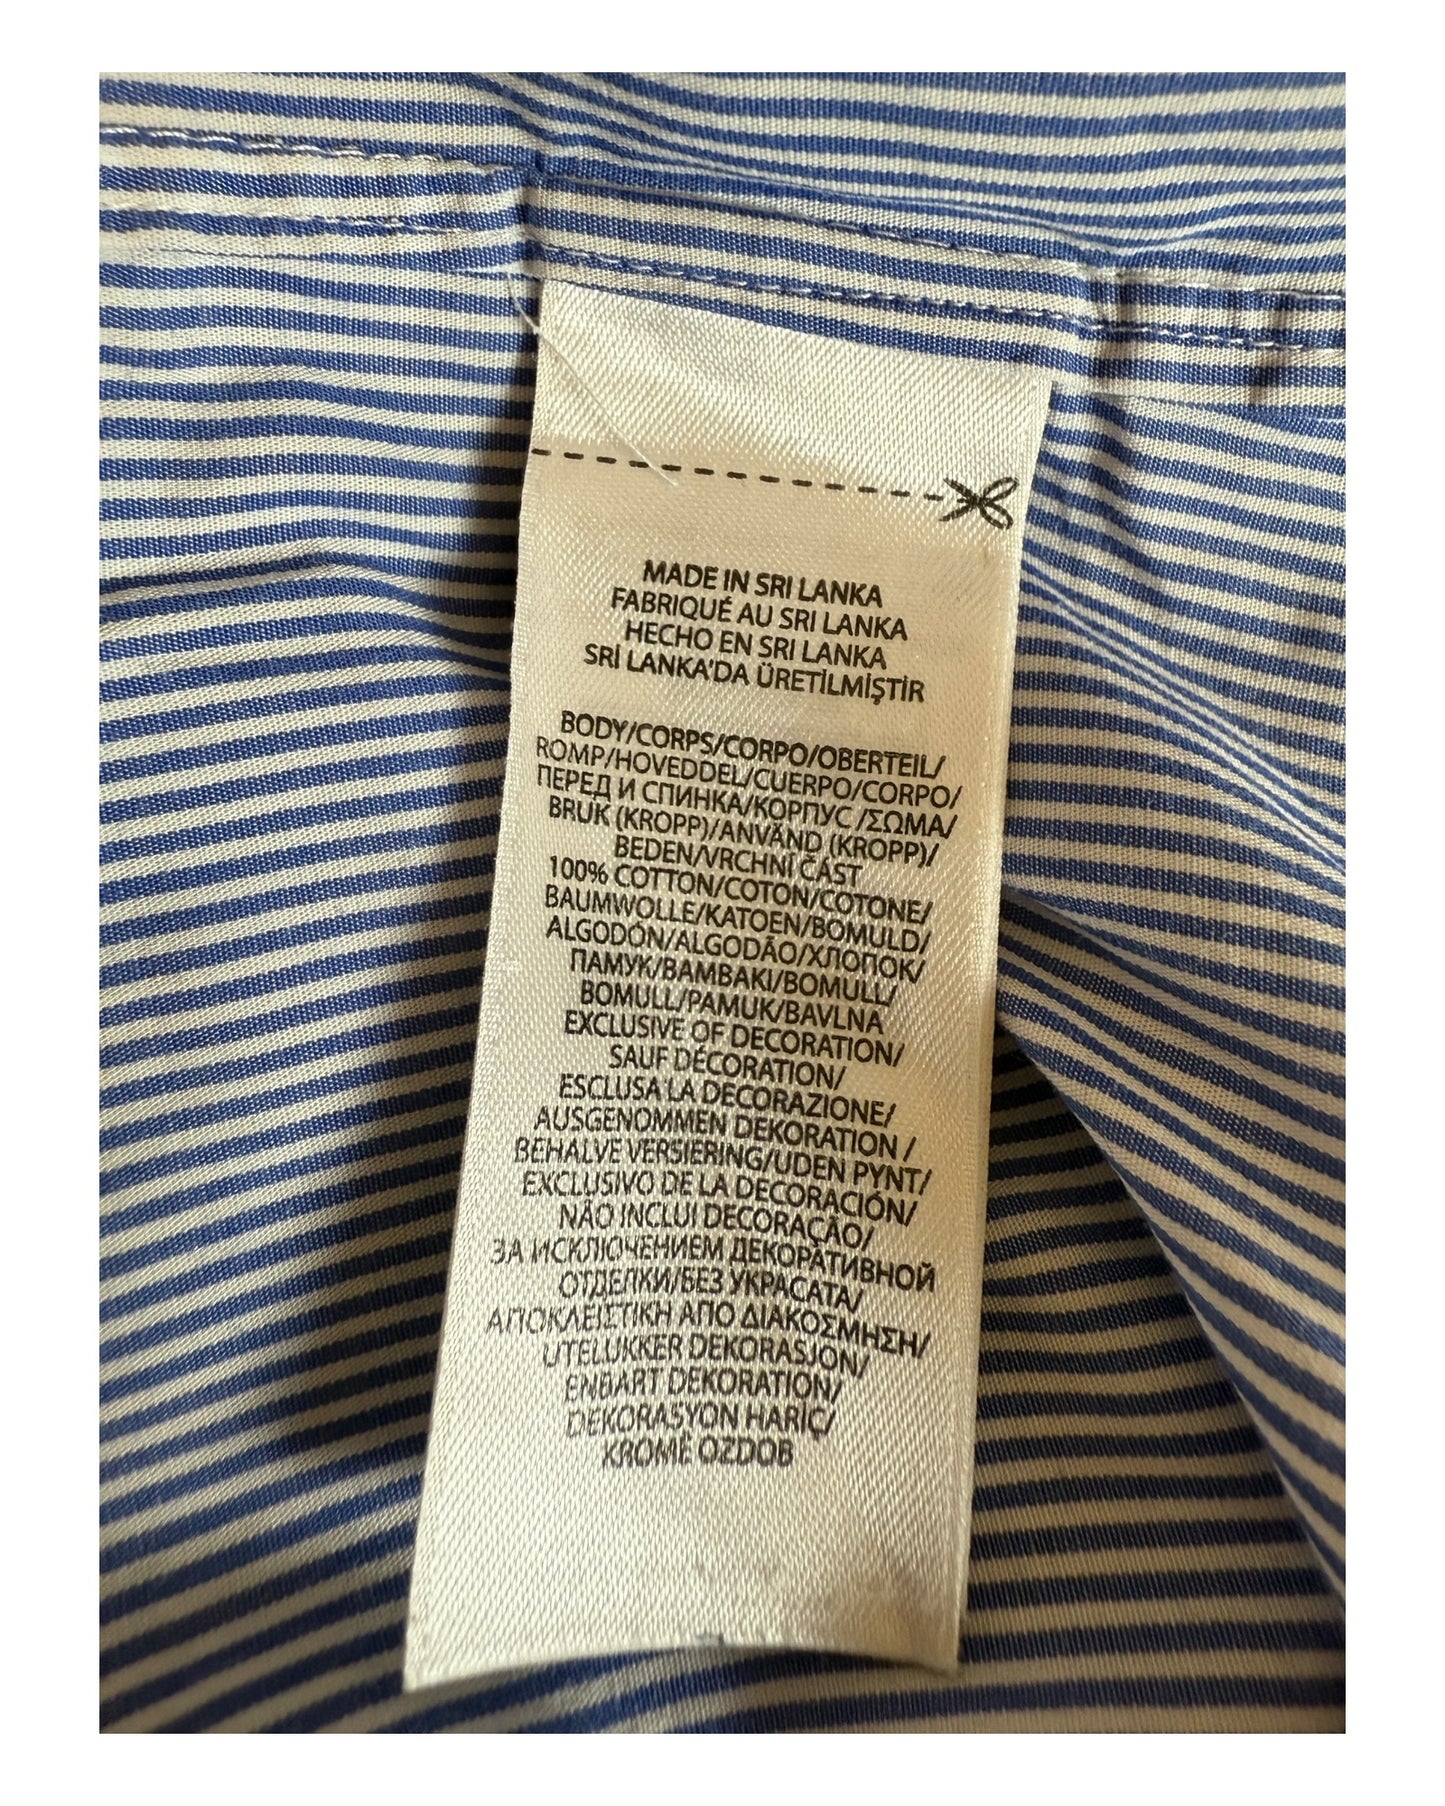 MADE IN SRI LANKA
FABRIQUÉ AU SRI LANKA
HECHO EN SRI LANKA
SRİ LANKA'DA ÜRETİLMİŞTİR
BODY/CORPS/CORPO/OBERTEIL/
ROMP/HOVEDDEL/CUERPO/CORPO/
ПЕРЕД И СПИНКА/КОРПУС /ΣΩΜΑ/
BRUK (KROPP)/ANVÄND (KROPP)/
BEDEN/VRCHNÍ ČÁST
100% COTTON/COTON/COTONE/
BAUMWOLLE/KATOEN/BOMULD/
ALGODÓN/ALGODÃO/ХЛОПОК/
ПАМУК/BAMBAKI/BOMULL/
BOMULL/PAMUK/BAVLNA
EXCLUSIVE OF DECORATION/
SAUF DÉCORATION/
ESCLUSA LA DECORAZIONE/
AUSGENOMMEN DEKORATION /
BEHALVE VERSIERING/UDEN PYNT/
EXCLUSIVO DE LA DECORACIÓN/
NÃO INCLUI DECORAÇÃO/
ЗА ИСКЛЮЧЕНИЕМ ДЕКОРАТИВНОЙ
ОТДЕЛКИ/БЕЗ УКРАСАТА/
ΑΠΟΚΛΕΙΣΤΙΚΗ ΑΠΟ ΔΙΑΚΟΣΜΗΣΗ/
UTELUKKER DEKORASJON/
ENBART DEKORATION/
DEKORASYON HARİÇ/
KROMĚ OZDOB